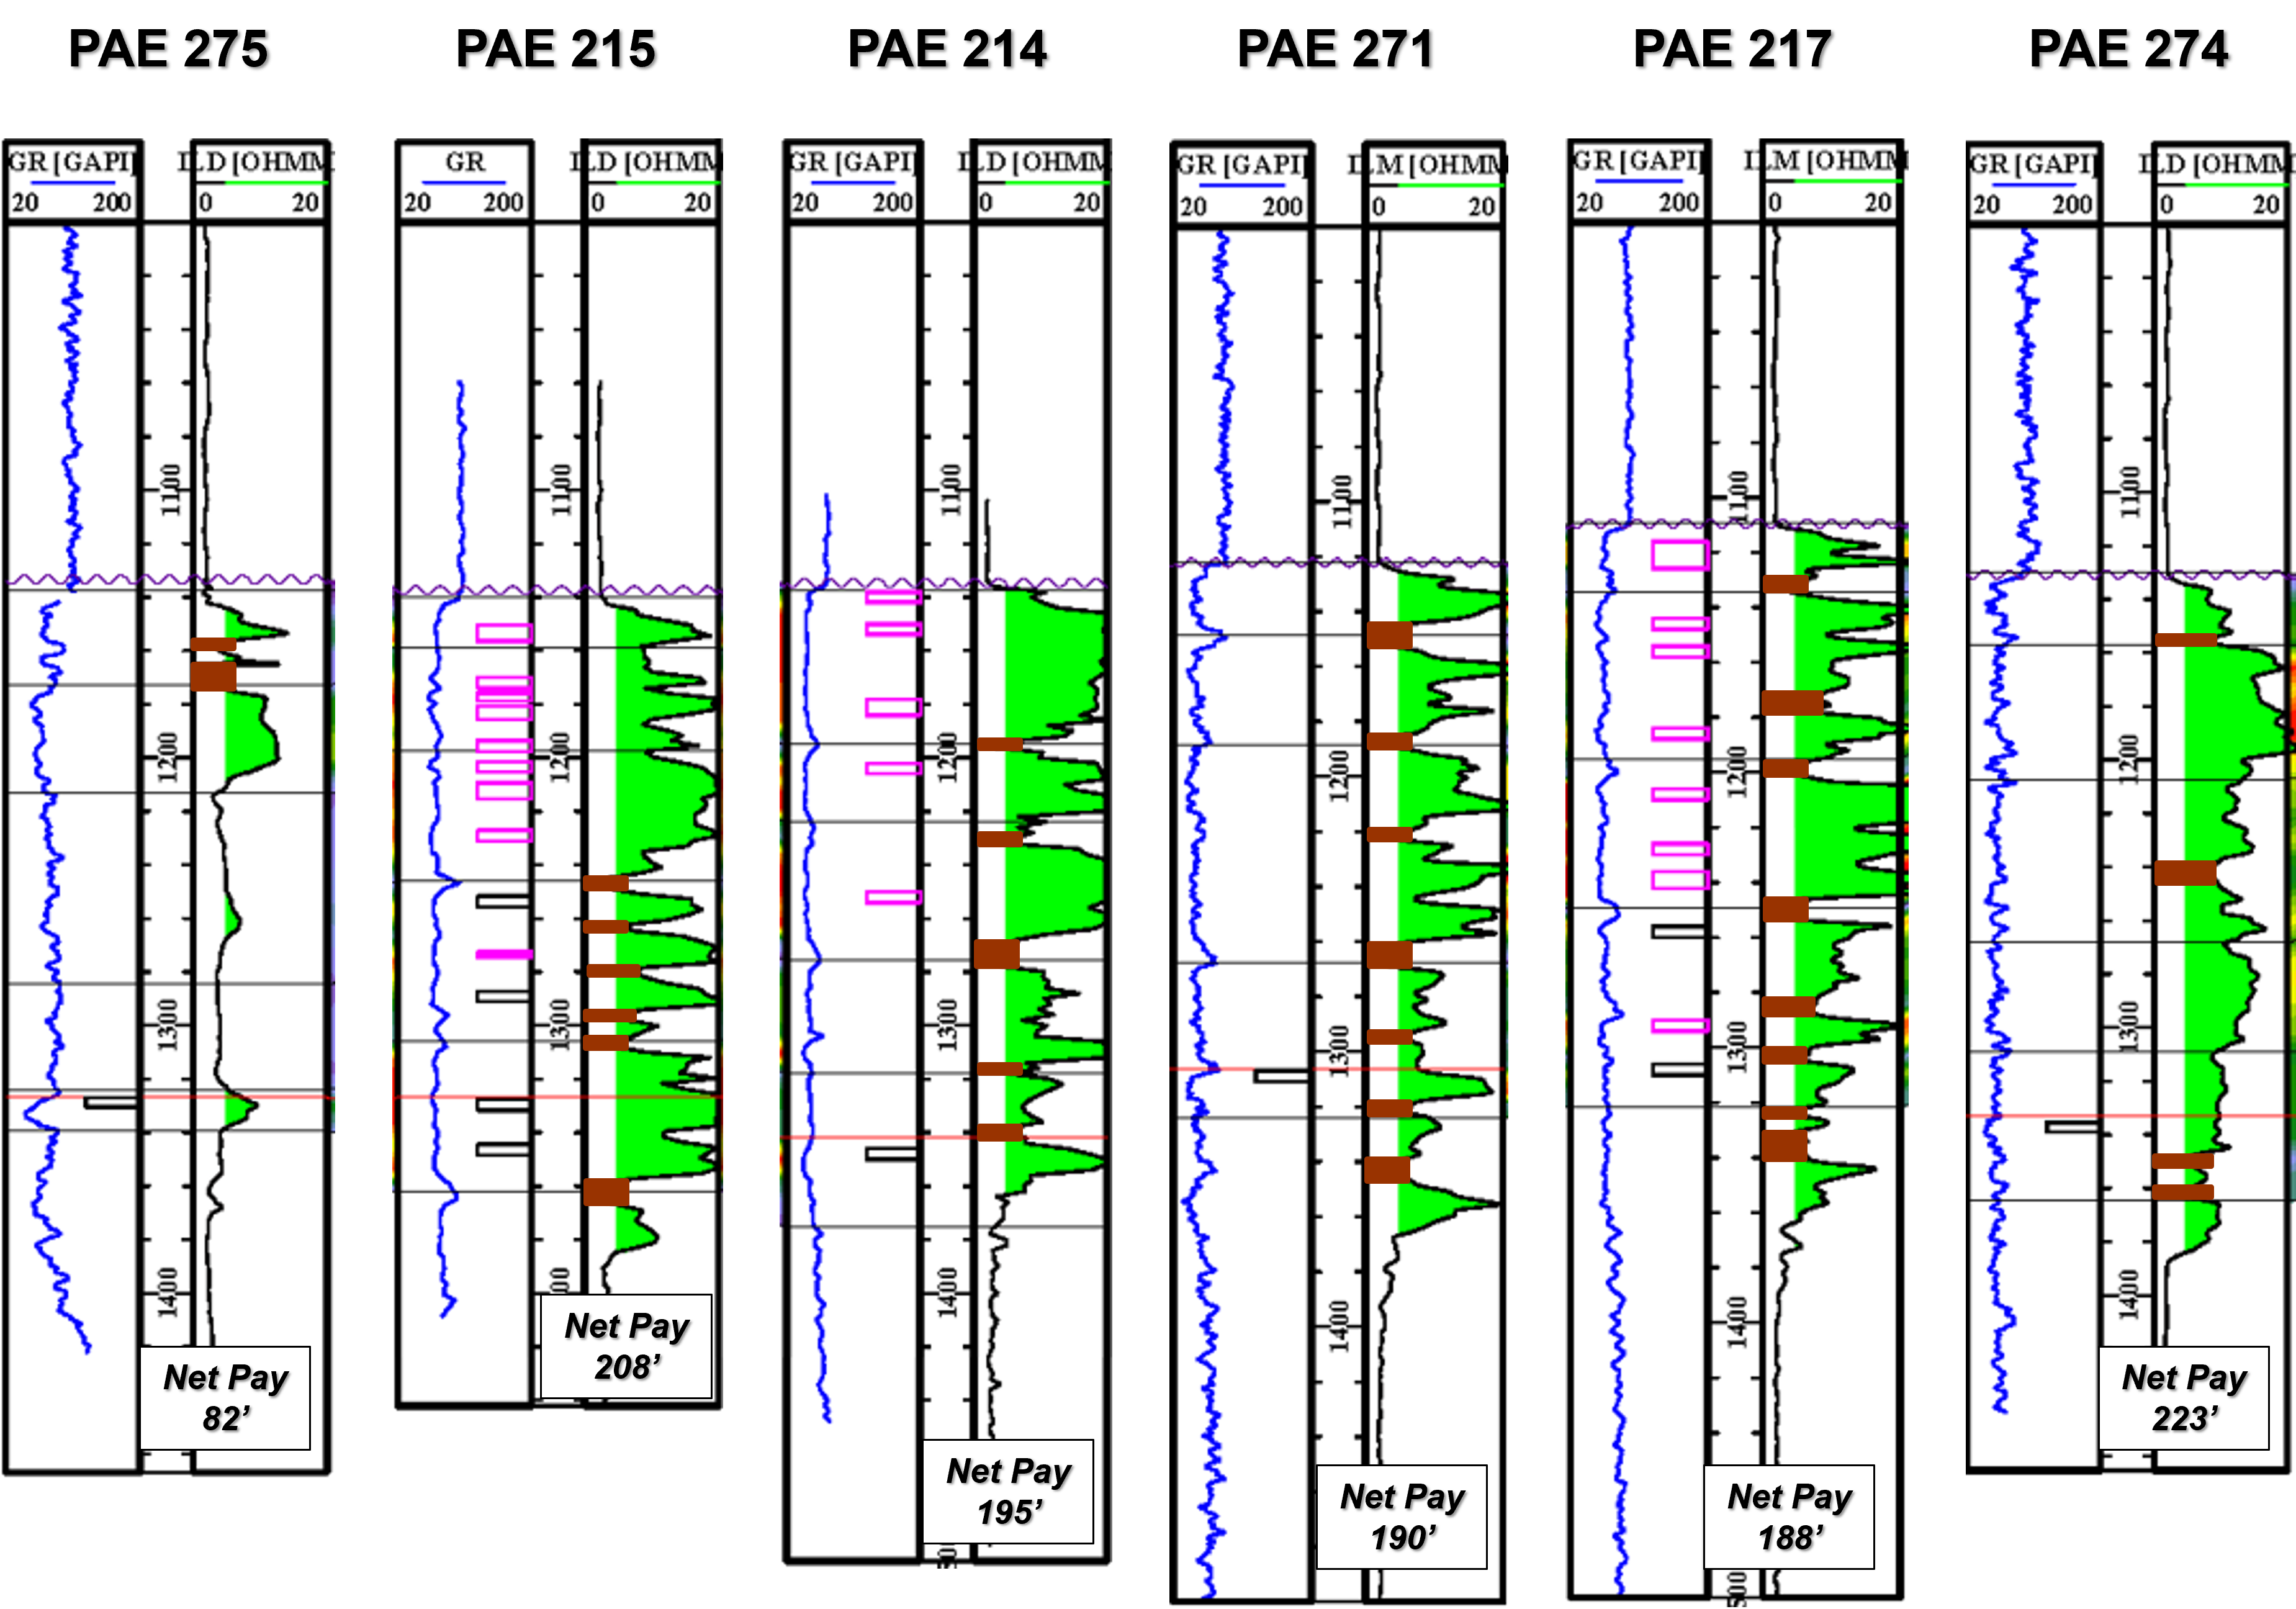 PAE 275 PAE 215 PAE 214 PAE 271 PAE 217 PAE 274
GR [GAPI] ILD [OHMM GR ILD [OHMM GR [GAPI] ILD [OHMM GR [GAPI] ILM [OHMM GR [GAPI] ILM [OHMM GR [GAPI] ILD [OHMM
20 200 0 20 20 200 0 20 20 200 0 20 20 200 0 20 20 200 0 20 20 200 0 20
1100 1100 1100 1100 1100 1100
1200 1200 1200 1200 1200 1200
1300 1300 1300 1300 1300 1300
1400 00 1400 1400 1400 1400
Net Pay
82’
Net Pay
208’
Net Pay
195’
Net Pay
190’
Net Pay
188’
Net Pay
223’